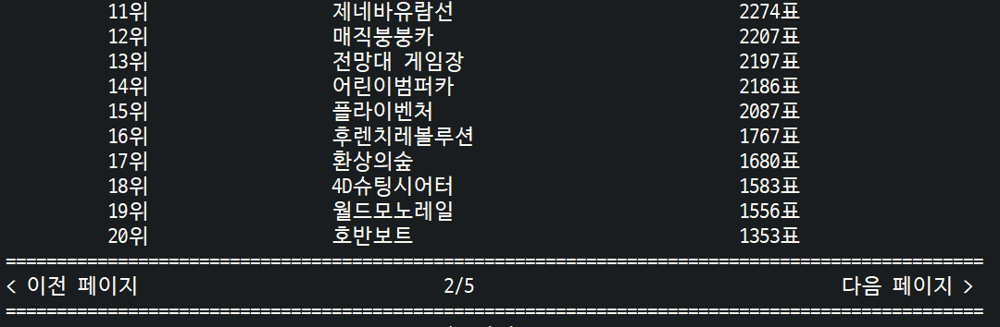 11위 제네바유람선 2274표
12위 매직붕붕카 2207표
13위 전망대 게임장 2197표
14위 어린이범퍼카 2186표
15위 플라이벤처 2087표
16위 후렌치레볼루션 1767표
17위 환상의숲 1680표
18위 4D슈팅시어터 1583표
19위 월드모노레일 1556표
20위 호반보트 1353표
================================================================================================
< 이전 페이지 2/5 다음 페이지 >
================================================================================================